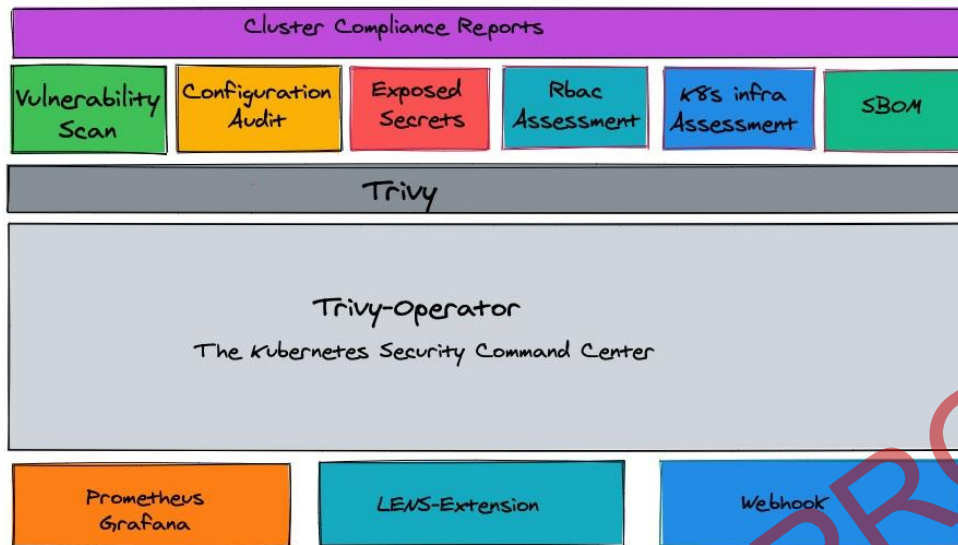 Cluster Compliance Reports
Vulnerability
Scan
Configuration
Audit
Exposed
Secrets
Rbac
Assessment
K8s infra
Assessment
SBOM
Trivy
Trivy-Operator
The Kubernetes Security Command Center
Prometheus
Grafana
LENS-Extension
Webhook